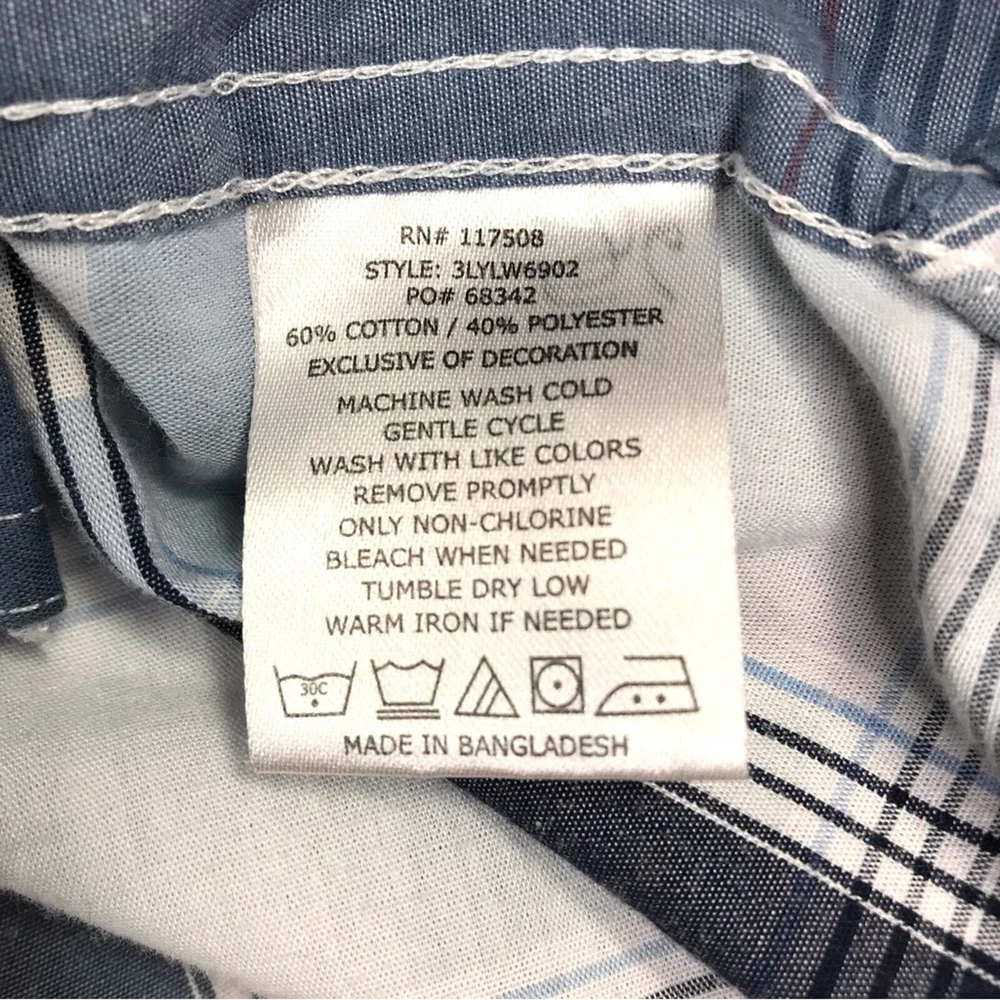 RN# 117508
STYLE: 3LYLW6902
PO# 68342
60% COTTON / 40% POLYESTER
EXCLUSIVE OF DECORATION
MACHINE WASH COLD
GENTLE CYCLE
WASH WITH LIKE COLORS
REMOVE PROMPTLY
ONLY NON-CHLORINE
BLEACH WHEN NEEDED
TUMBLE DRY LOW
WARM IRON IF NEEDED
30C
MADE IN BANGLADESH